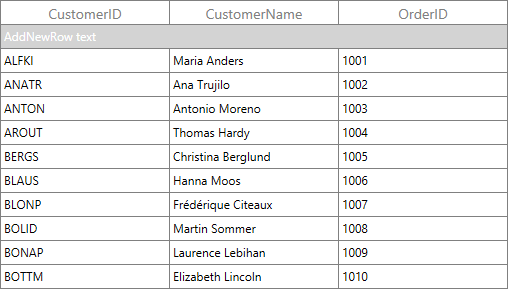 CustomerID CustomerName OrderID
AddNewRow text
ALFKI Maria Anders 1001
ANATR Ana Trujilo 1002
ANTON Antonio Moreno 1003
AROUT Thomas Hardy 1004
BERGS Christina Berglund 1005
BLAUS Hanna Moos 1006
BLONP Frédérique Citeaux 1007
BOLID Martin Sommer 1008
BONAP Laurence Lebihan 1009
BOTTM Elizabeth Lincoln 1010